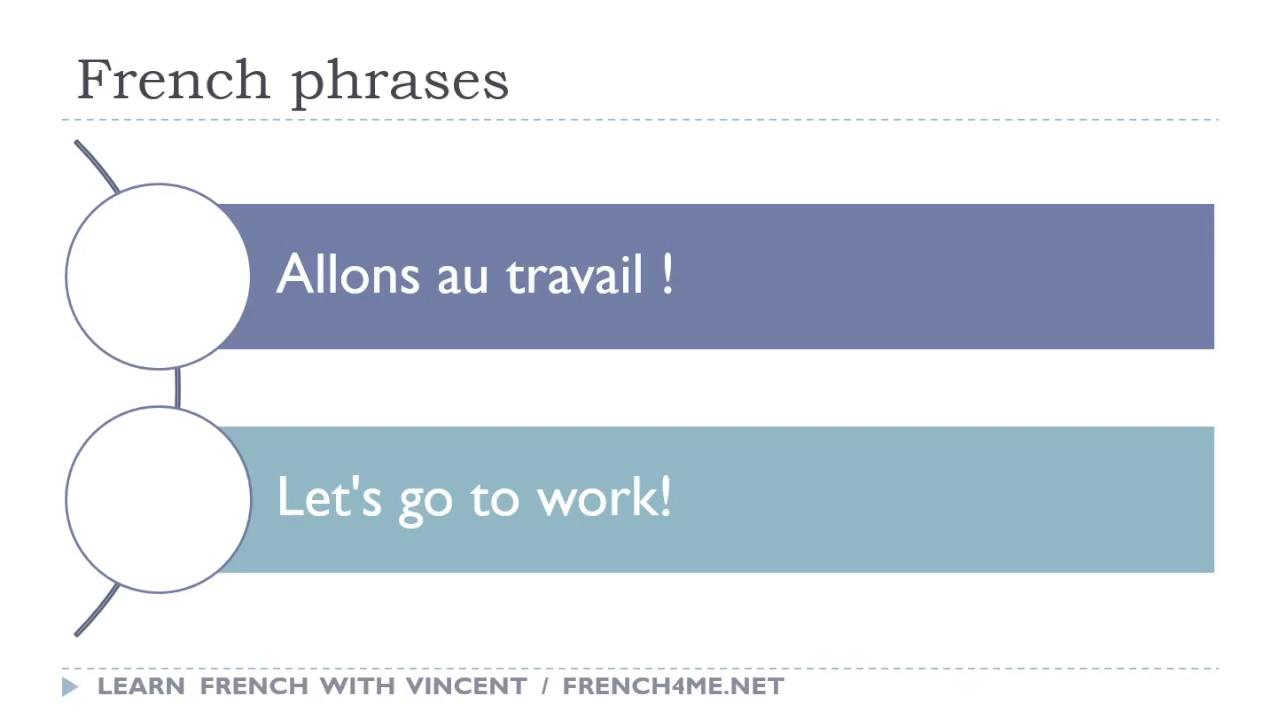 French phrases
Allons au travail !
Let's go to work!
LEARN FRENCH WITH VINCENT / FRENCH4ME.NET